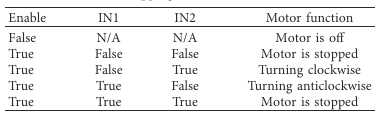 Enable IN1 IN2 Motor function
False N/A N/A Motor is off
True False False Motor is stopped
True False True Turning clockwise
True True False Turning anticlockwise
True True True Motor is stopped